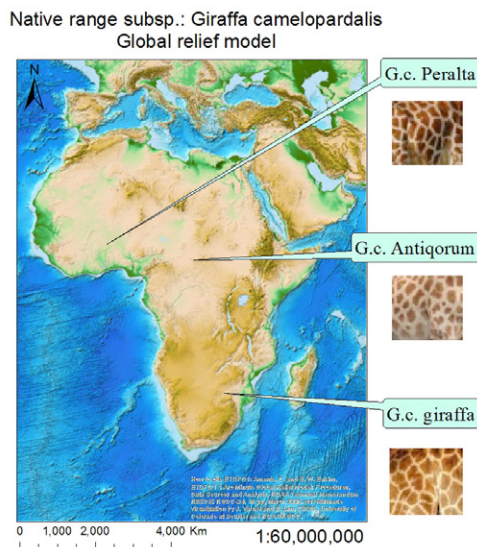 Native range subsp.: Giraffa camelopardalis
Global relief model
N
G.c. Peralta
G.c. Antiqorum
G.c. giraffa
0 1,000 2,000 4,000 Km
1:60,000,000